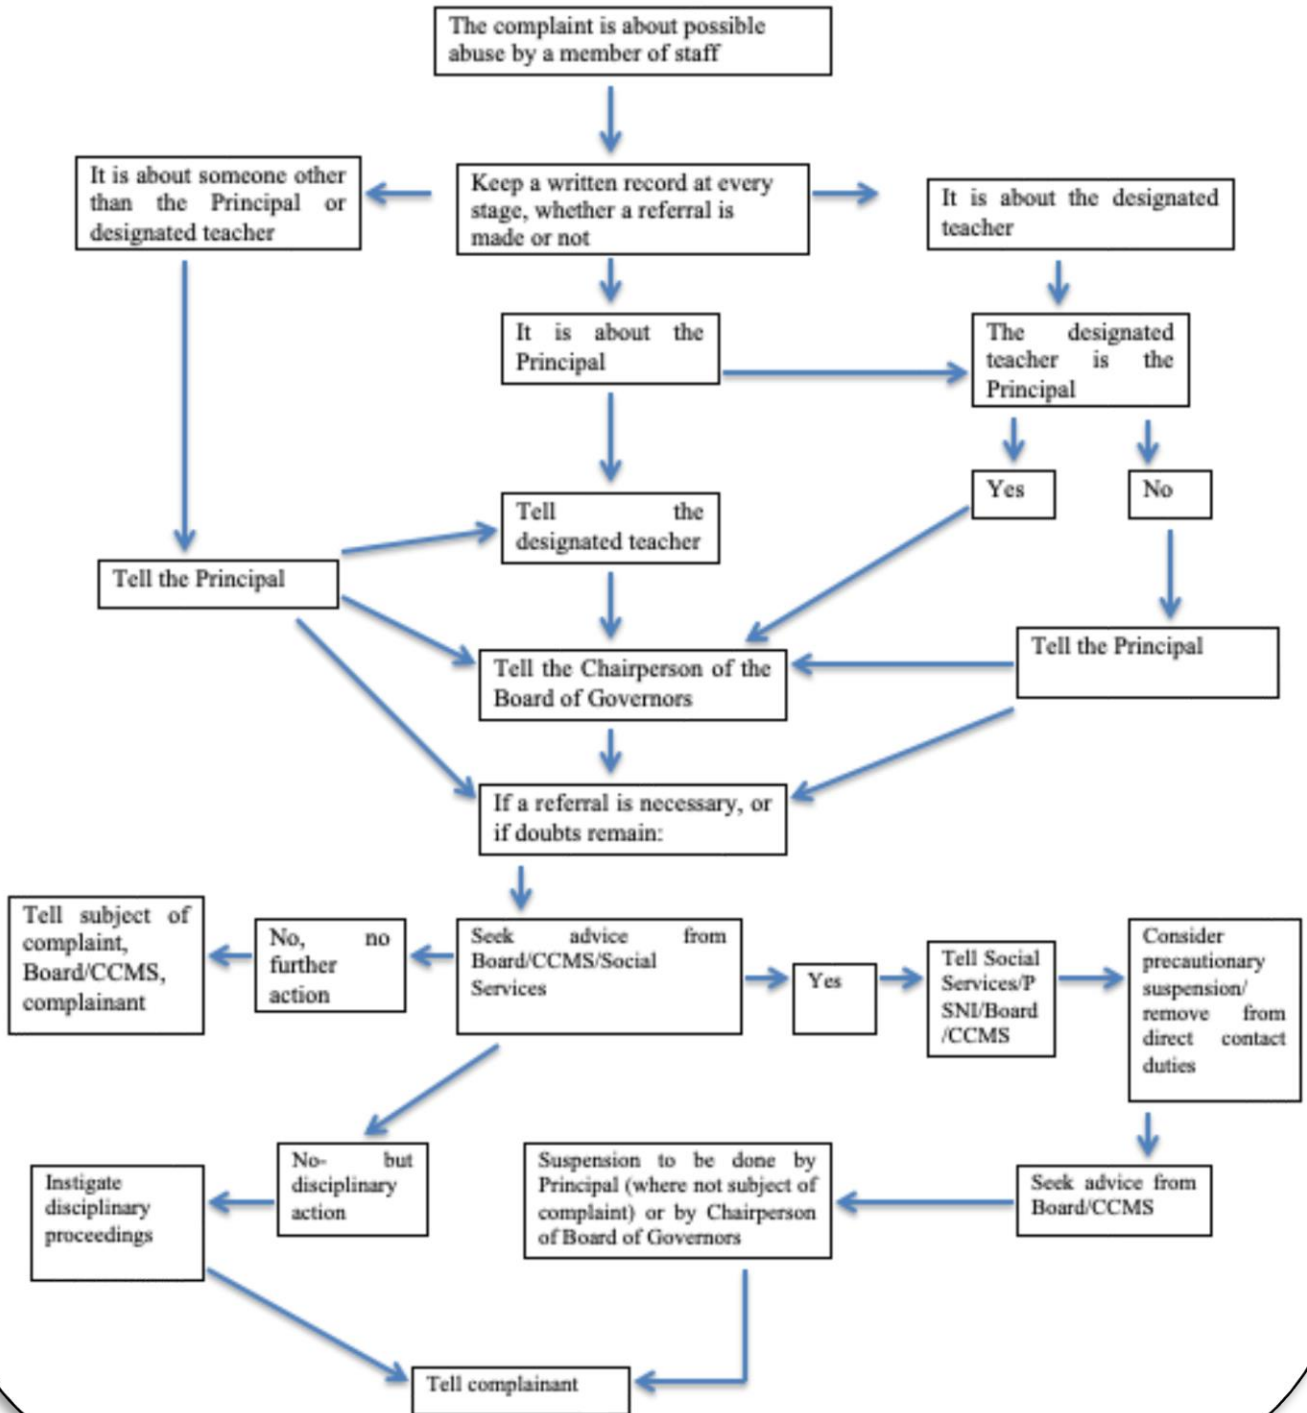 The complaint is about possible
abuse by a member of staff
It is about someone other
than the Principal or
designated teacher
Keep a written record at every
stage, whether a referral is
made or not
It is about the designated
teacher
It is about the
Principal
The designated
teacher is the
Principal
Yes
No
Tell the
designated teacher
Tell the Principal
Tell the Principal
Tell the Chairperson of the
Board of Governors
If a referral is necessary, or
if doubts remain:
Tell subject of
complaint,
Board/CCMS,
complainant
No, no
further
action
Seek advice from
Board/CCMS/Social
Services
Yes
Tell Social
Services/P
SNI/Board
/CCMS
Consider
precautionary
suspension/
remove from
direct contact
duties
Instigate
disciplinary
proceedings
No- but
disciplinary
action
Suspension to be done by
Principal (where not subject of
complaint) or by Chairperson
of Board of Governors
Seek advice from
Board/CCMS
Tell complainant